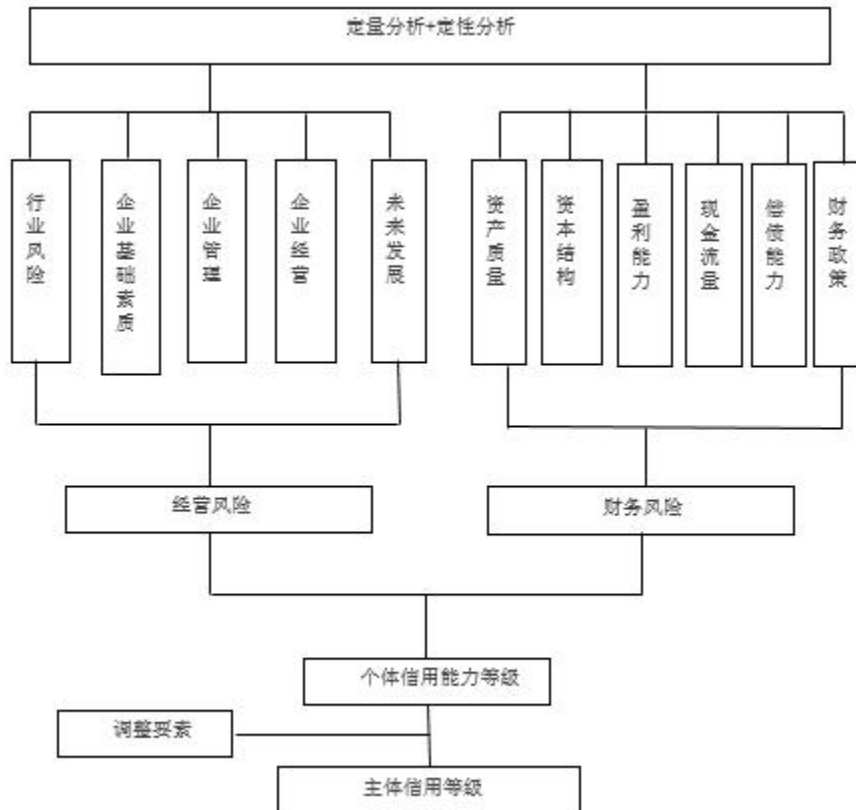 定量分析+定性分析
行业风险
企业基础素质
企业管理
企业经营
未来发展
资产质量
资本结构
盈利能力
现金流量
偿债能力
财务政策
经营风险
财务风险
个体信用能力等级
调整要素
主体信用等级